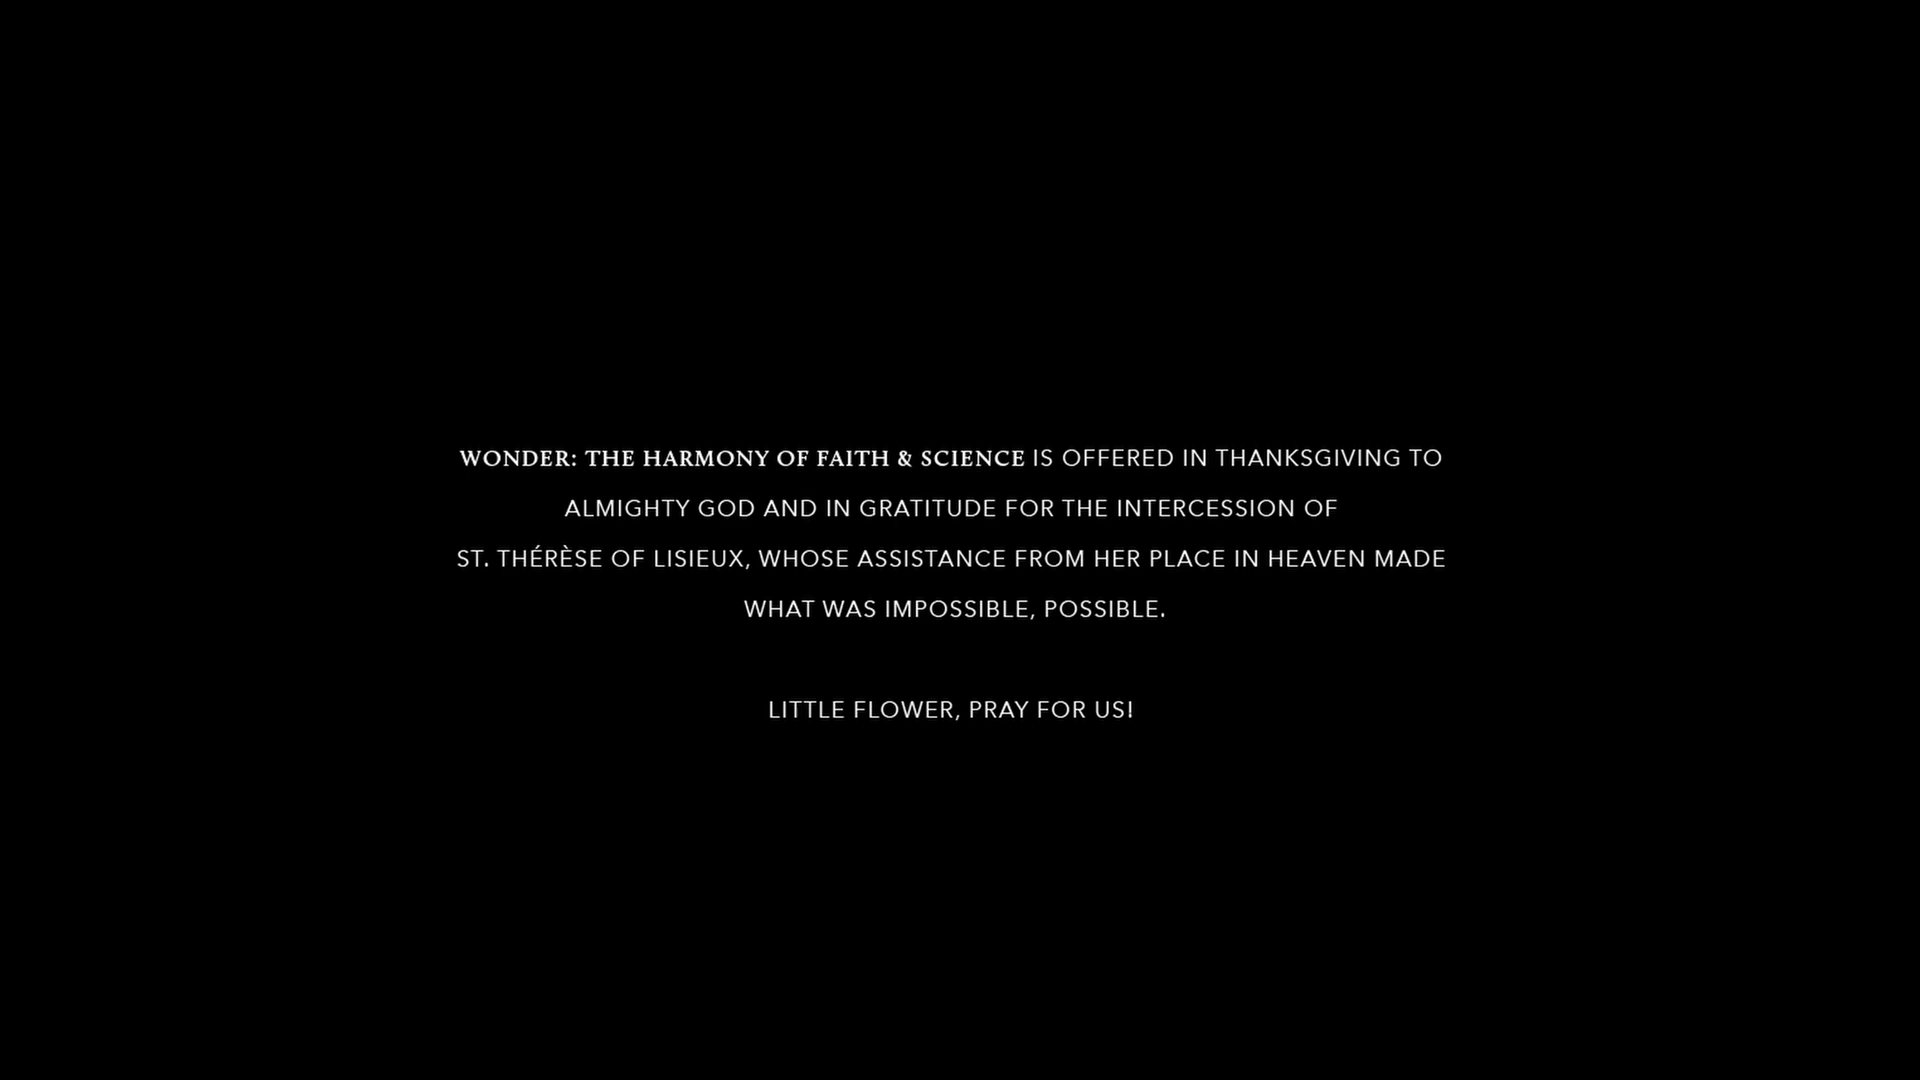 WONDER: THE HARMONY OF FAITH & SCIENCE IS OFFERED IN THANKSGIVING TO
ALMIGHTY GOD AND IN GRATITUDE FOR THE INTERCESSION OF
ST. THÉRÈSE OF LISIEUX, WHOSE ASSISTANCE FROM HER PLACE IN HEAVEN MADE
WHAT WAS IMPOSSIBLE, POSSIBLE.
LITTLE FLOWER, PRAY FOR US!